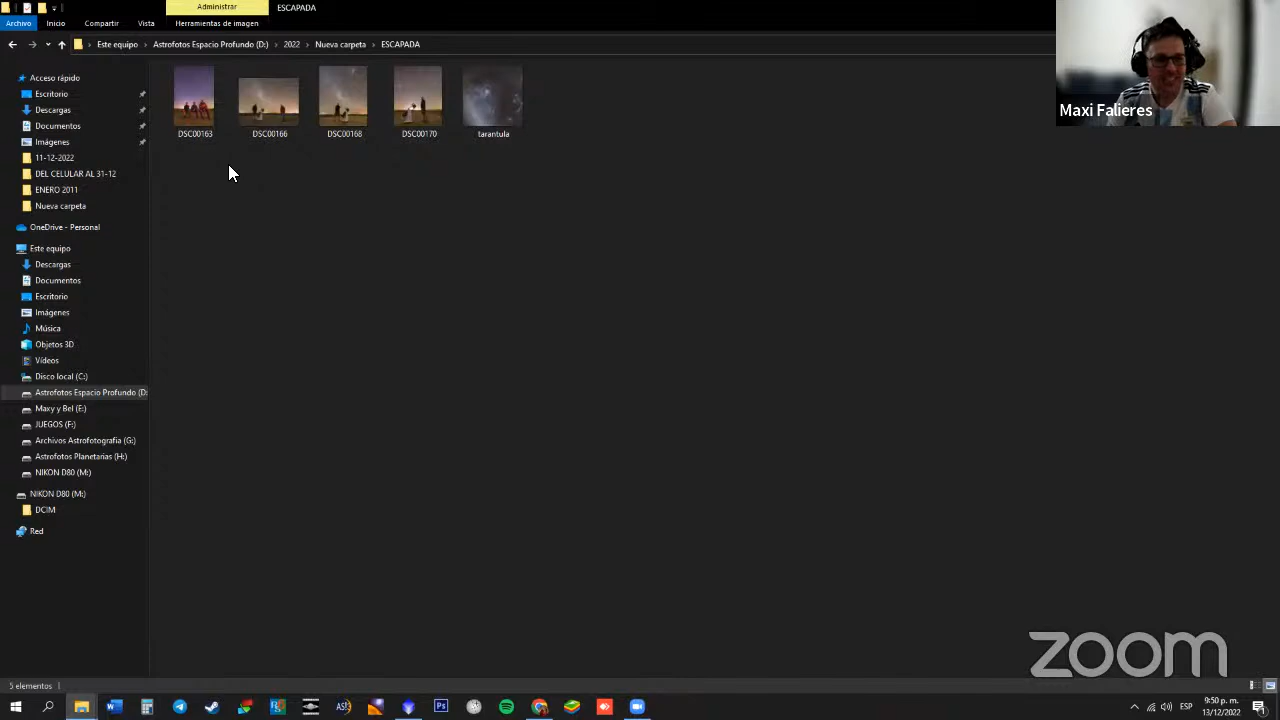 Administrar
ESCAPADA
Archivo
Inicio
Compartir
Vista
Herramientas de imagen
Este equipo
Astrofotos Espacio Profundo (D:)
2022
Nueva carpeta
ESCAPADA
Acceso rápido
Escritorio
Descargas
Documentos
Imágenes
11-12-2022
DEL CELULAR AL 31-12
ENERO 2011
Nueva carpeta
OneDrive - Personal
Este equipo
Descargas
Documentos
Escritorio
Imágenes
Música
Objetos 3D
Vídeos
Disco local (C:)
Astrofotos Espacio Profundo (D:
Maxy y Bel (E:)
JUEGOS (F:)
Archivos Astrofotografia (G:)
Astrofotos Planetarias (H:)
NIKON D80 (M:)
NIKON D80 (M:)
DCIM
Red
DSC00163
DSC00166
DSC00168
DSC00170
tarantula
Maxi Falieres
zoom
5 elementos
W
AS!
Ps
ESP
9:50 p. m.
13/12/2022
1